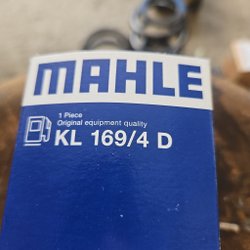 MAHLE
1 Piece
Original equipment quality
KL 169/4 D